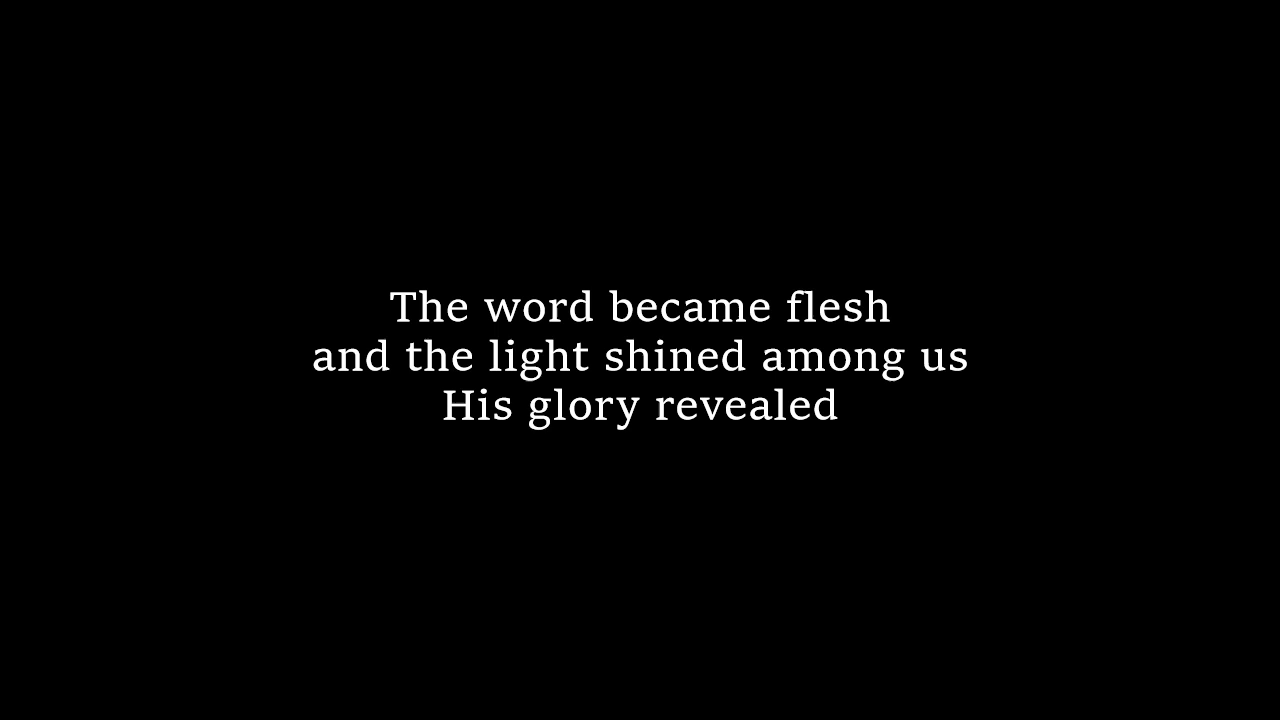 The word became flesh
and the light shined among us
His glory revealed